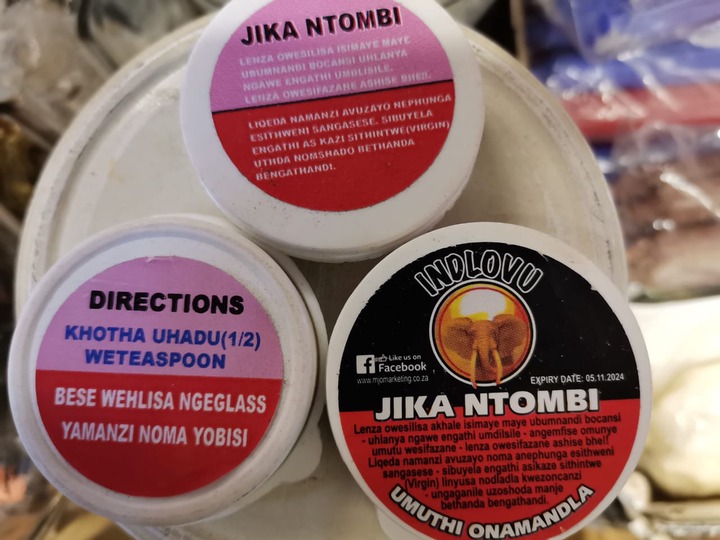 JIKA NTOMBI
LENZA OWESILISA ISIMAYE MAYE
UBUMNANDI BOCANSI UHLANYA
NGAWE ENGATHI UMDLISILE.
LENZA OWESIFAZANE ASHISE BHE!!.
LIQEDA NAMANZI AVUZAYO NEPHUNGA
ESITHWENI SANGASESE. SIBUYELA
ENGATHI AS KAZI SITHINTWE(VIRGIN)
UTHDA NOMSHADO BETHANDA
BENGATHANDI.
DIRECTIONS
KHOTHA UHADU(1/2)
WETEASPOON
BESE WEHLISA NGEGLASS
YAMANZI NOMA YOBISI
INDLOVU
Like us on
Facebook
www.mjomarketing.co.za
EXPIRY DATE: 05.11.2024
JIKA NTOMBI
Lenza owesilisa akhale isimaye maye ubumnandi bocansi
- uhlanya ngawe engathi umdilsile - angemfise omunye
umutu wesifazane - lenza owesifazane ashise bhe!!
Liqeda namanzi avuzayo noma anephunga esithweni
sangasese - sibuyela engathi asikaze sithintwe
(Virgin) linyusa nodladla kwezoncanzi
- ungaganile uzoshoda manje
bethanda bengathandi.
UMUTHI ONAMANDLA